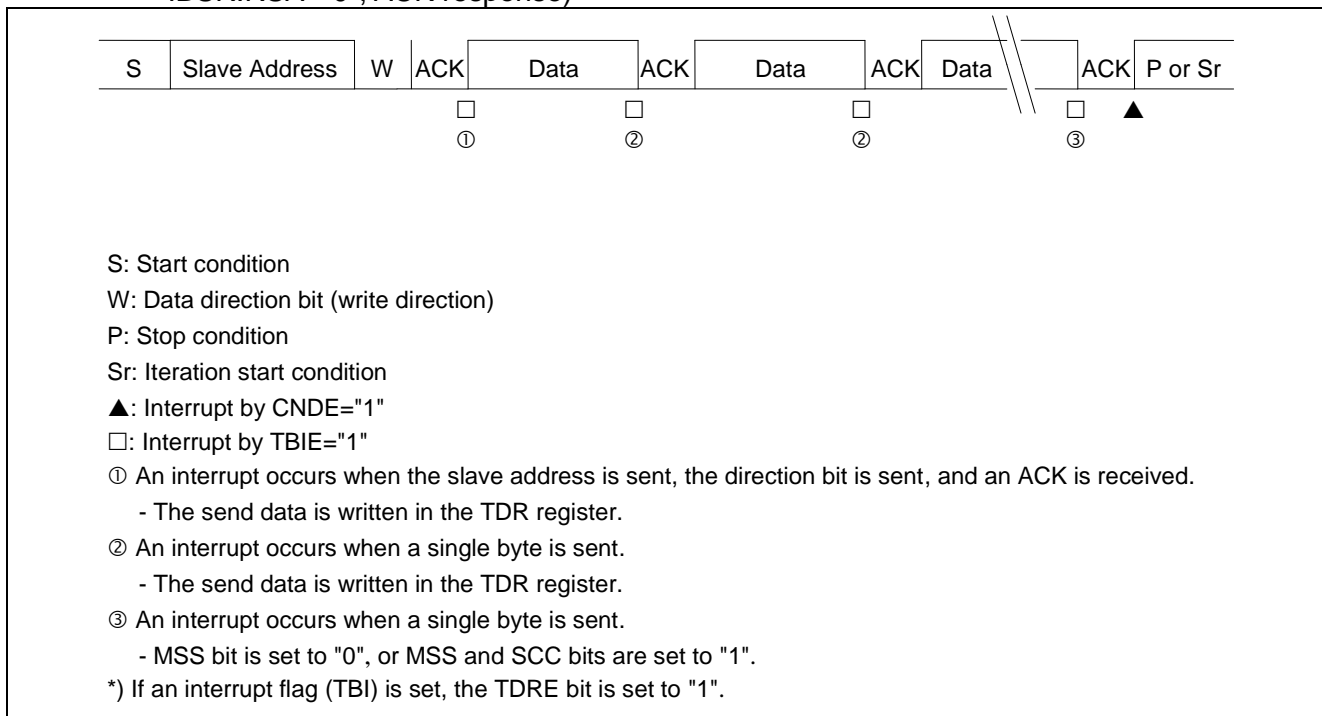 IBCR:INSA="0", ACK response)
S Slave Address W ACK Data ACK Data ACK Data ACK P or Sr
□ □ □ □ ▲
① ② ② ③
S: Start condition
W: Data direction bit (write direction)
P: Stop condition
Sr: Iteration start condition
▲: Interrupt by CNDE="1"
□: Interrupt by TBIE="1"
① An interrupt occurs when the slave address is sent, the direction bit is sent, and an ACK is received.
- The send data is written in the TDR register.
② An interrupt occurs when a single byte is sent.
- The send data is written in the TDR register.
③ An interrupt occurs when a single byte is sent.
- MSS bit is set to "0", or MSS and SCC bits are set to "1".
*) If an interrupt flag (TBI) is set, the TDRE bit is set to "1".